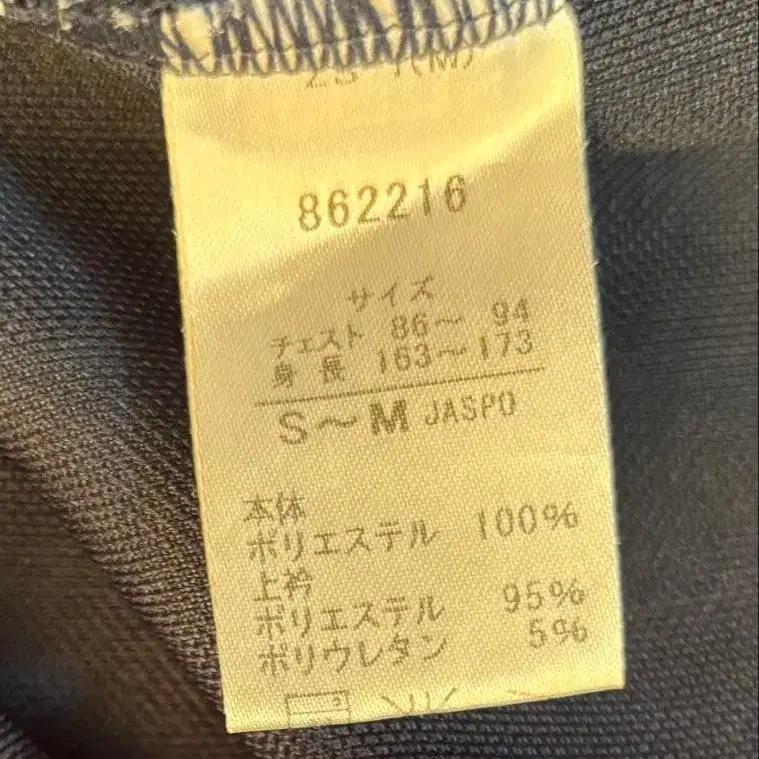 862216
サイズ
チェスト 86～ 94
身長 163～173
S～M JASPO
本体
ポリエステル 100%
上衿
ポリエステル 95%
ポリウレタン 5%